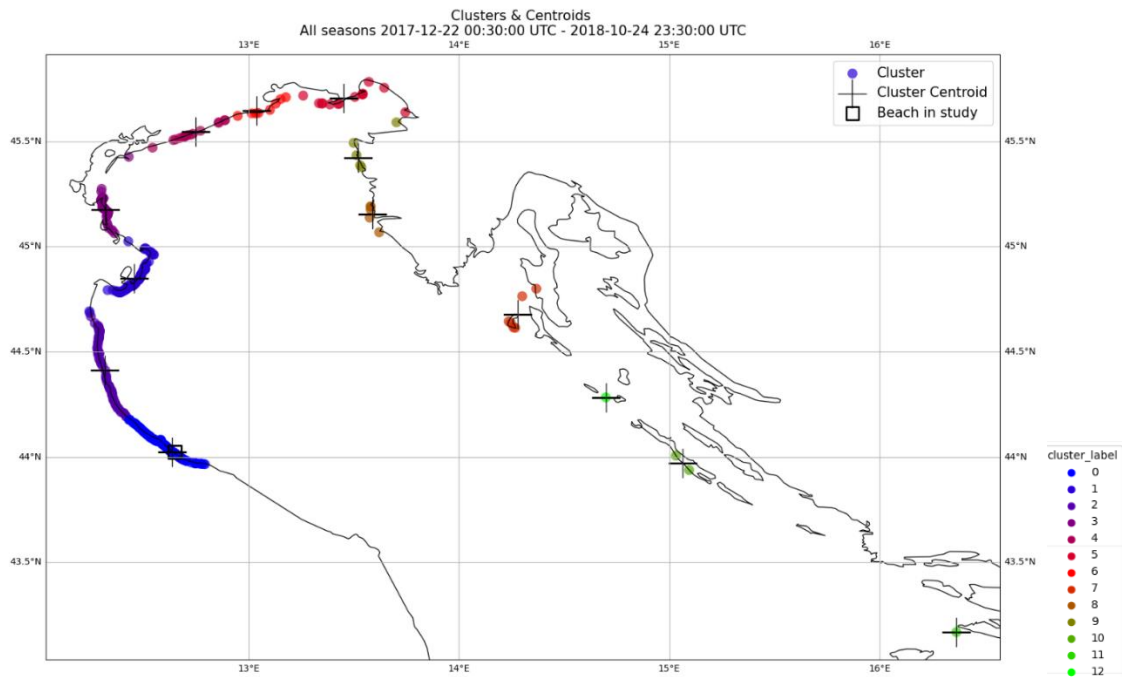 Clusters & Centroids
All seasons 2017-12-22 00:30:00 UTC - 2018-10-24 23:30:00 UTC
13°E 14°E 15°E 16°E
Cluster
Cluster Centroid
Beach in study
45.5°N 45.5°N
45°N 45°N
44.5°N 44.5°N
44°N 44°N
43.5°N 43.5°N
13°E 14°E 15°E 16°E
cluster_label
0
1
2
3
4
5
6
7
8
9
10
11
12